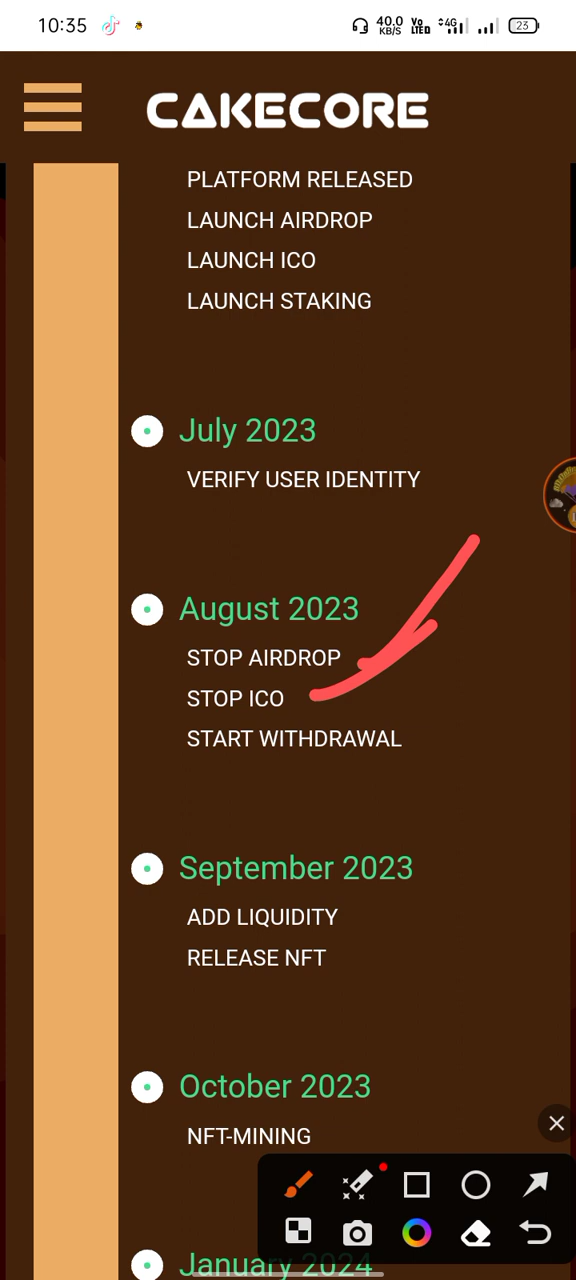 10:35
40.0
KB/S
Vo
LTED
4G
23
CAKECORE
PLATFORM RELEASED
LAUNCH AIRDROP
LAUNCH ICO
LAUNCH STAKING
July 2023
VERIFY USER IDENTITY
August 2023
STOP AIRDROP
STOP ICO
START WITHDRAWAL
September 2023
ADD LIQUIDITY
RELEASE NFT
October 2023
NFT-MINING
January 2024